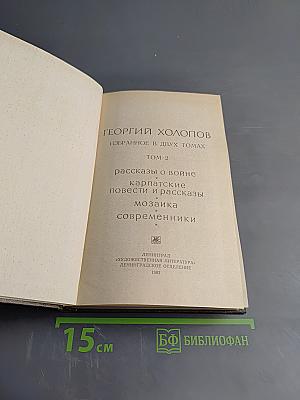 ГЕОРГИЙ ХОЛОПОВ
ИЗБРАННОЕ В ДВУХ ТОМАХ
ТОМ 2
рассказы о войне
карпатские
повести и рассказы
мозаика
современники
ЛЕНИНГРАД
«ХУДОЖЕСТВЕННАЯ ЛИТЕРАТУРА»
ЛЕНИНГРАДСКОЕ ОТДЕЛЕНИЕ
15 см
БФ БИБЛИОФАН